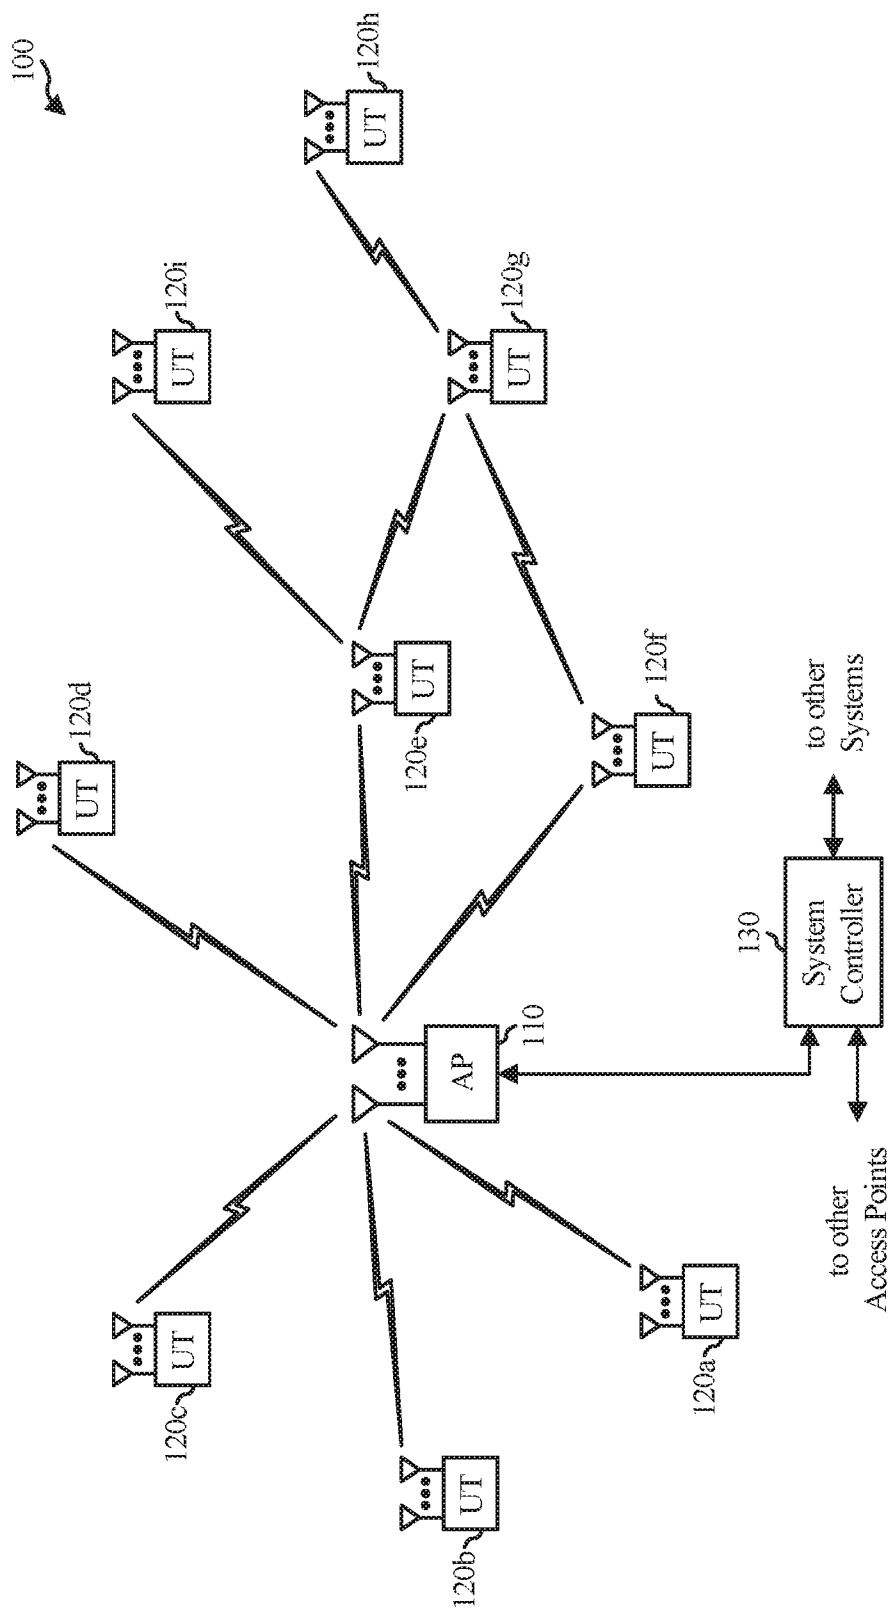 100
120d
UT
120c
UT
120i
UT
120h
UT
120e
UT
120b
UT
AP
110
120g
UT
120f
UT
120a
UT
130
System
Controller
to other
Systems
to other
Access Points